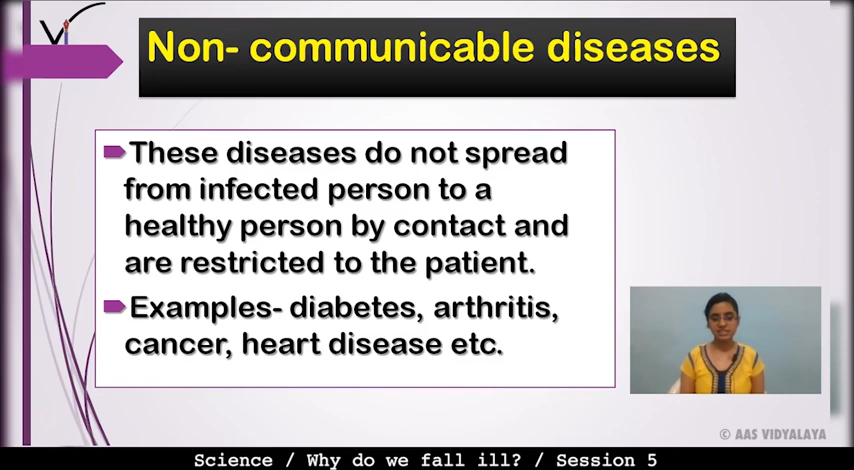 Non- communicable diseases
These diseases do not spread
from infected person to a
healthy person by contact and
are restricted to the patient.
Examples- diabetes, arthritis,
cancer, heart disease etc.
© AAS VIDYALAYA
Science / Why do we fall ill? / Session 5